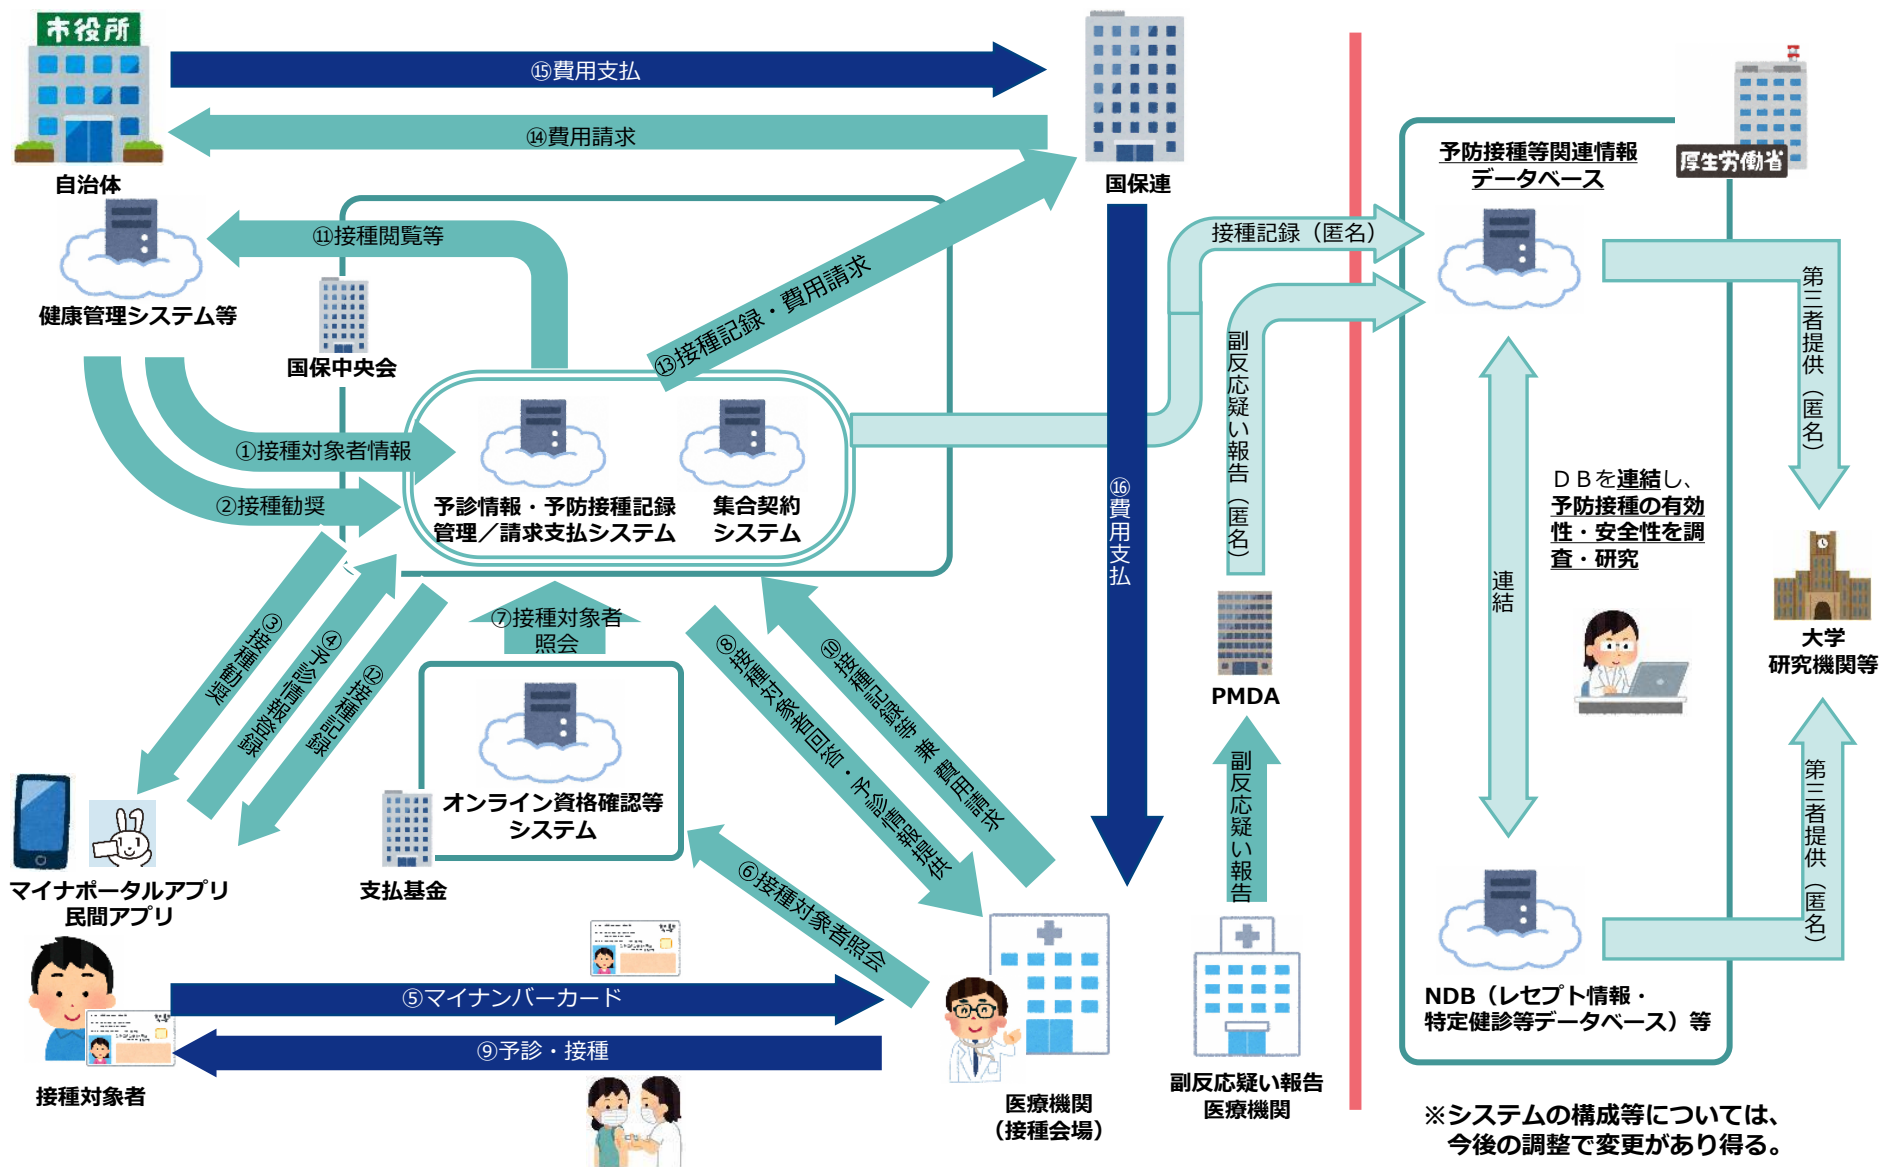 市役所
自治体
⑮費用支払
⑭費用請求
国保連
健康管理システム等
⑪接種閲覧等
国保中央会
⑬接種記録・費用請求
①接種対象者情報
②接種勧奨
予診情報・予防接種記録
管理／請求支払システム
集合契約
システム
③接種勧奨
④予診情報登録
⑫接種記録
⑦接種対象者
照会
⑧接種対象者回答・予診情報提供
⑩接種記録等 兼 費用請求
⑯費用支払
オンライン資格確認等
システム
支払基金
⑥接種対象者照会
マイナポータルアプリ
民間アプリ
⑤マイナンバーカード
⑨予診・接種
接種対象者
医療機関
（接種会場）
接種記録（匿名）
副反応疑い報告（匿名）
PMDA
副反応疑い報告
副反応疑い報告
医療機関
厚生労働省
予防接種等関連情報
データベース
第三者提供（匿名）
連結
ＤＢを連結し、
予防接種の有効
性・安全性を調
査・研究
大学
研究機関等
第三者提供（匿名）
NDB（レセプト情報・
特定健診等データベース）等
※システムの構成等については、
今後の調整で変更があり得る。